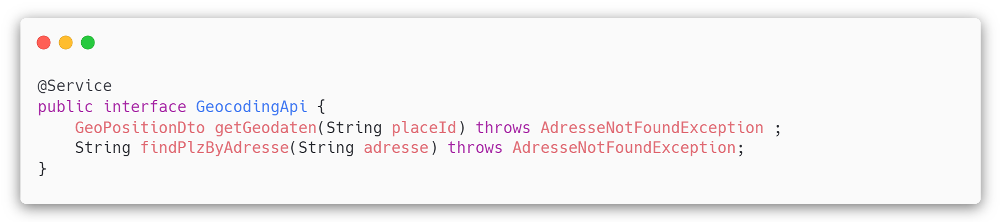 @Service
public interface GeocodingApi {
    GeoPositionDto getGeodaten(String placeId) throws AdresseNotFoundException ;
    String findPlzByAdresse(String adresse) throws AdresseNotFoundException;
}